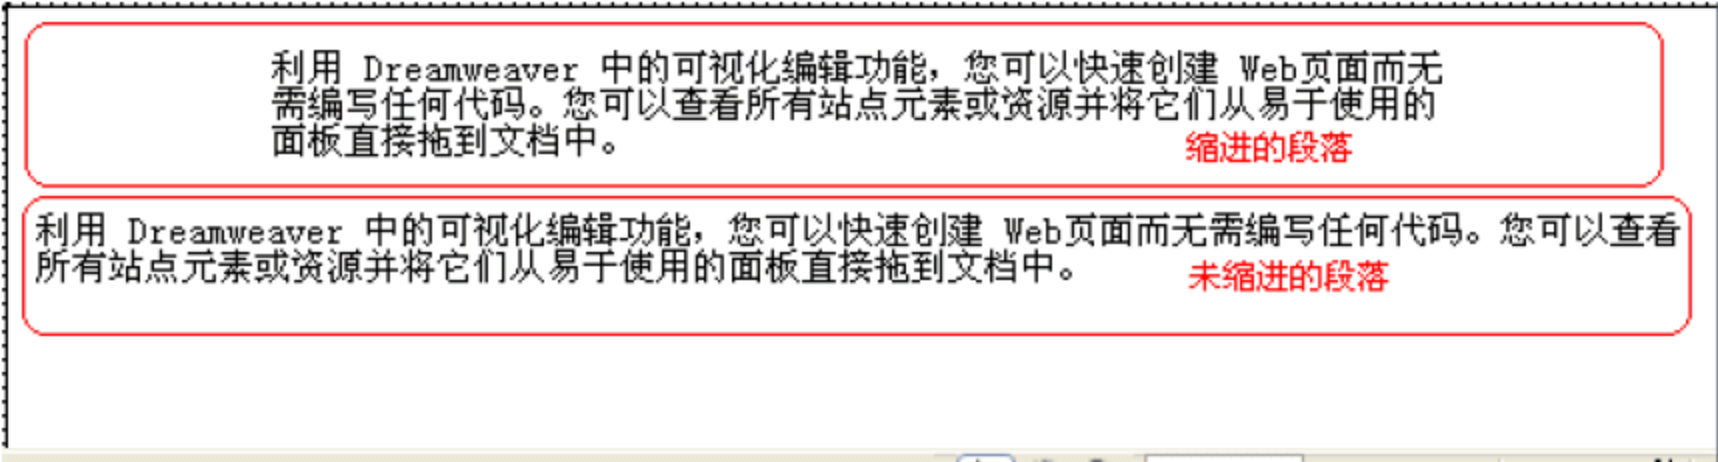 利用 Dreamweaver 中的可视化编辑功能，您可以快速创建 Web页面而无
需编写任何代码。您可以查看所有站点元素或资源并将它们从易于使用的
面板直接拖到文档中。
缩进的段落
利用 Dreamweaver 中的可视化编辑功能，您可以快速创建 Web页面而无需编写任何代码。您可以查看
所有站点元素或资源并将它们从易于使用的面板直接拖到文档中。
未缩进的段落